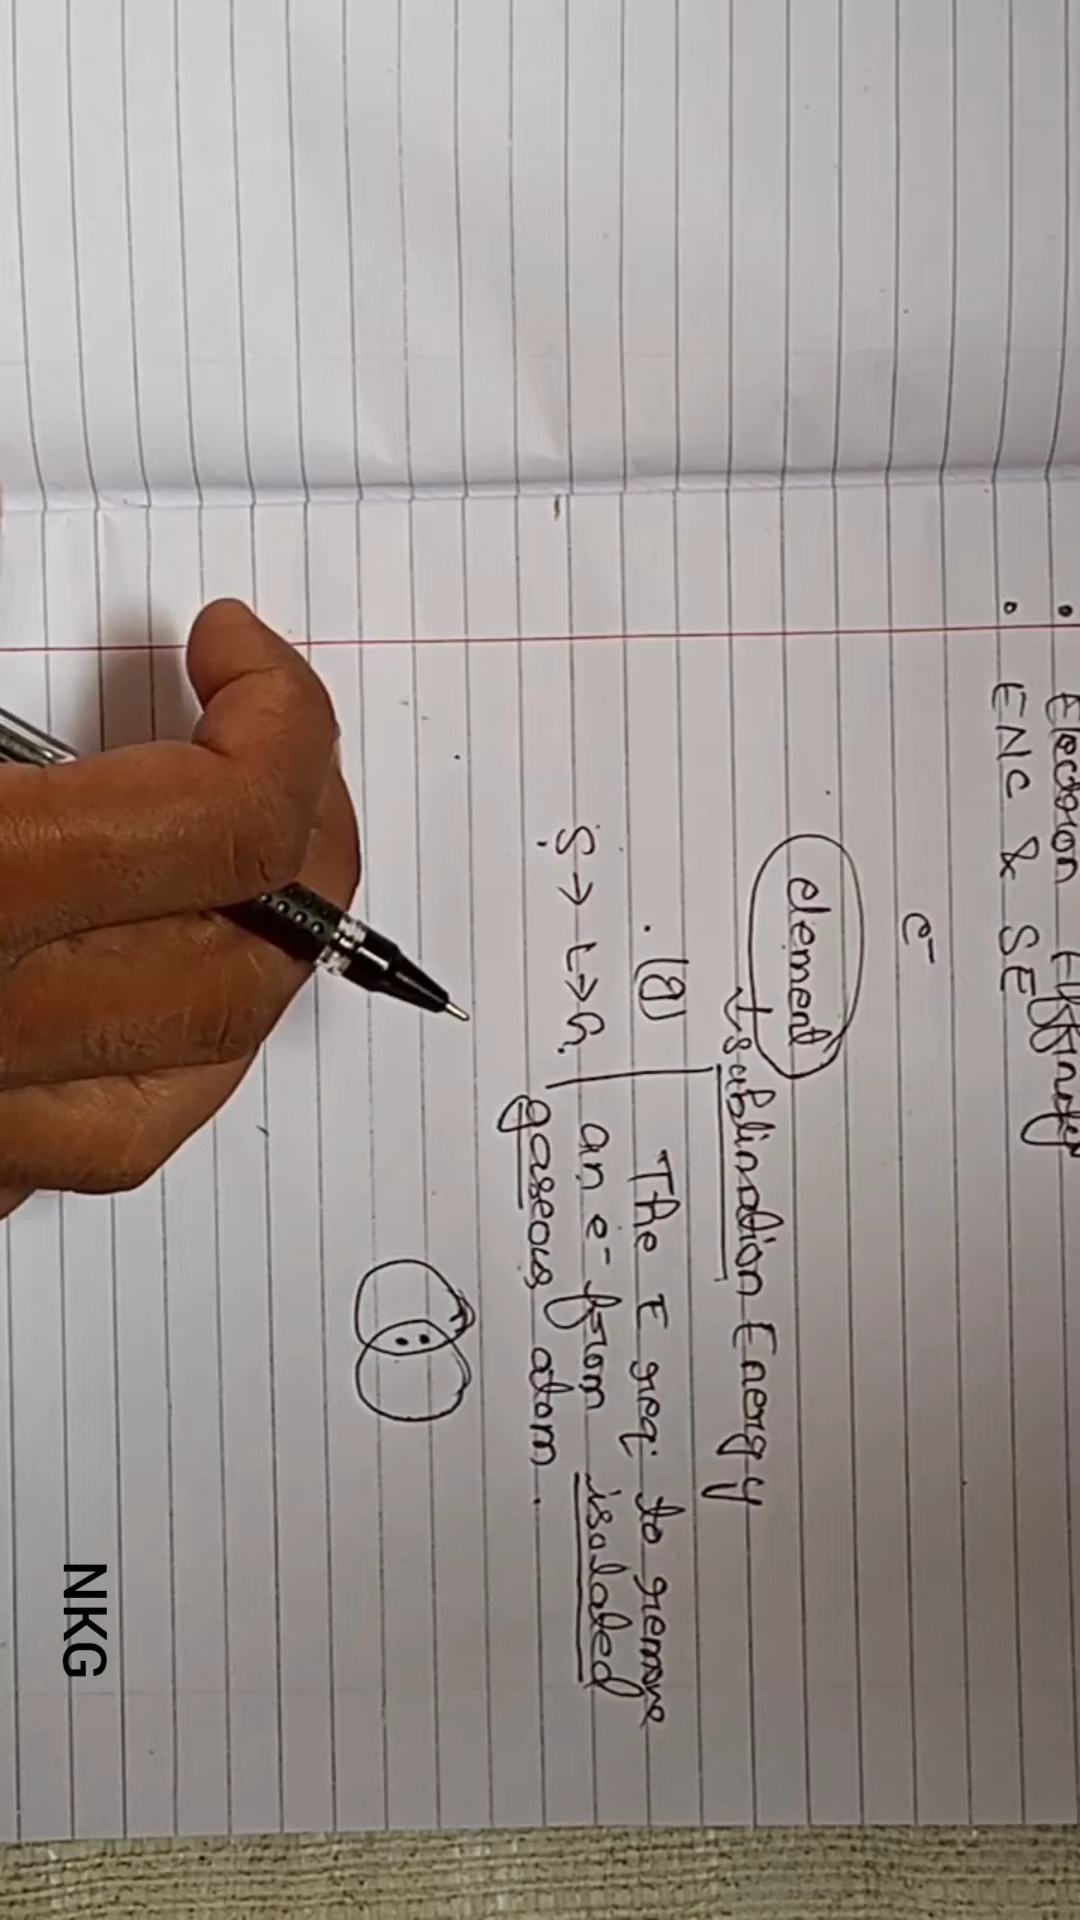 • Electron Affinity
• ENC & SE
e⁻
element
↳ sublimation Energy
(g) The E req. to remove
S → L → G. an e⁻ from isolated
gaseous atom.
NKG